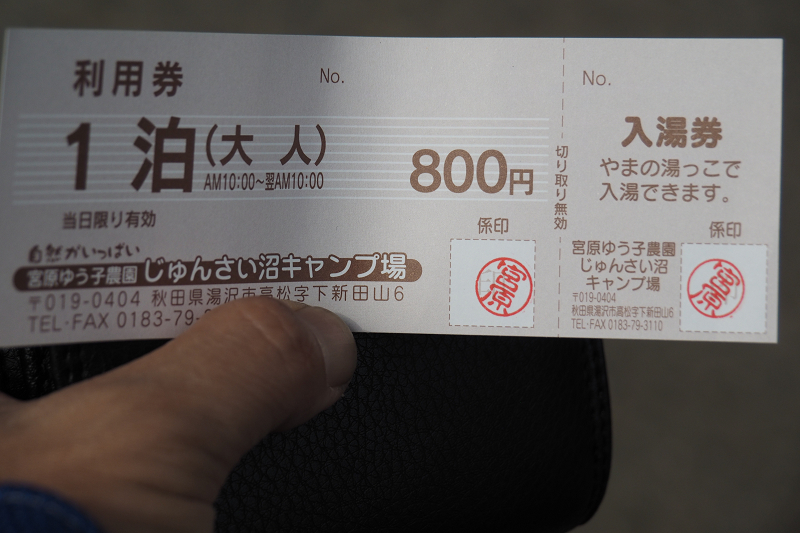 利用券
No.
1 泊(大 人)
AM10:00~翌AM10:00
800円
当日限り有効
係印
自然がいっぱい
宮原ゆう子農園 じゅんさい沼キャンプ場
〒019-0404 秋田県湯沢市高松字下新田山6
TEL・FAX 0183-79-
宮原
切り取り無効
No.
入湯券
やまの湯っこで
入湯できます。
係印
宮原ゆう子農園
じゅんさい沼
キャンプ場
〒019-0404
秋田県湯沢市高松字下新田山6
TEL・FAX 0183-79-3110
宮原